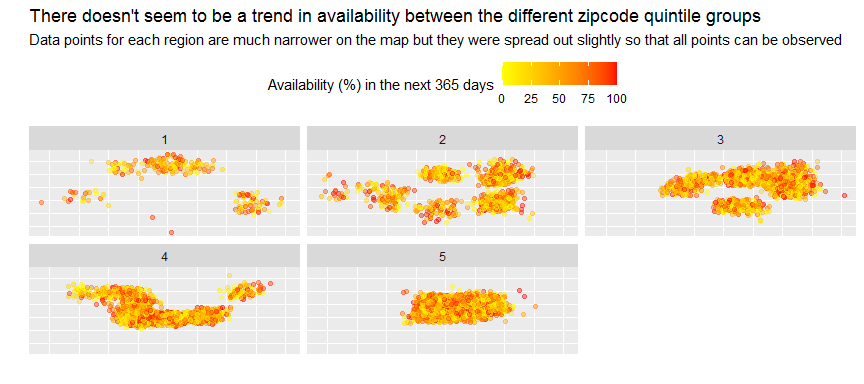 There doesn't seem to be a trend in availability between the different zipcode quintile groups
Data points for each region are much narrower on the map but they were spread out slightly so that all points can be observed
Availability (%) in the next 365 days
0 25 50 75 100
1 2 3
4 5